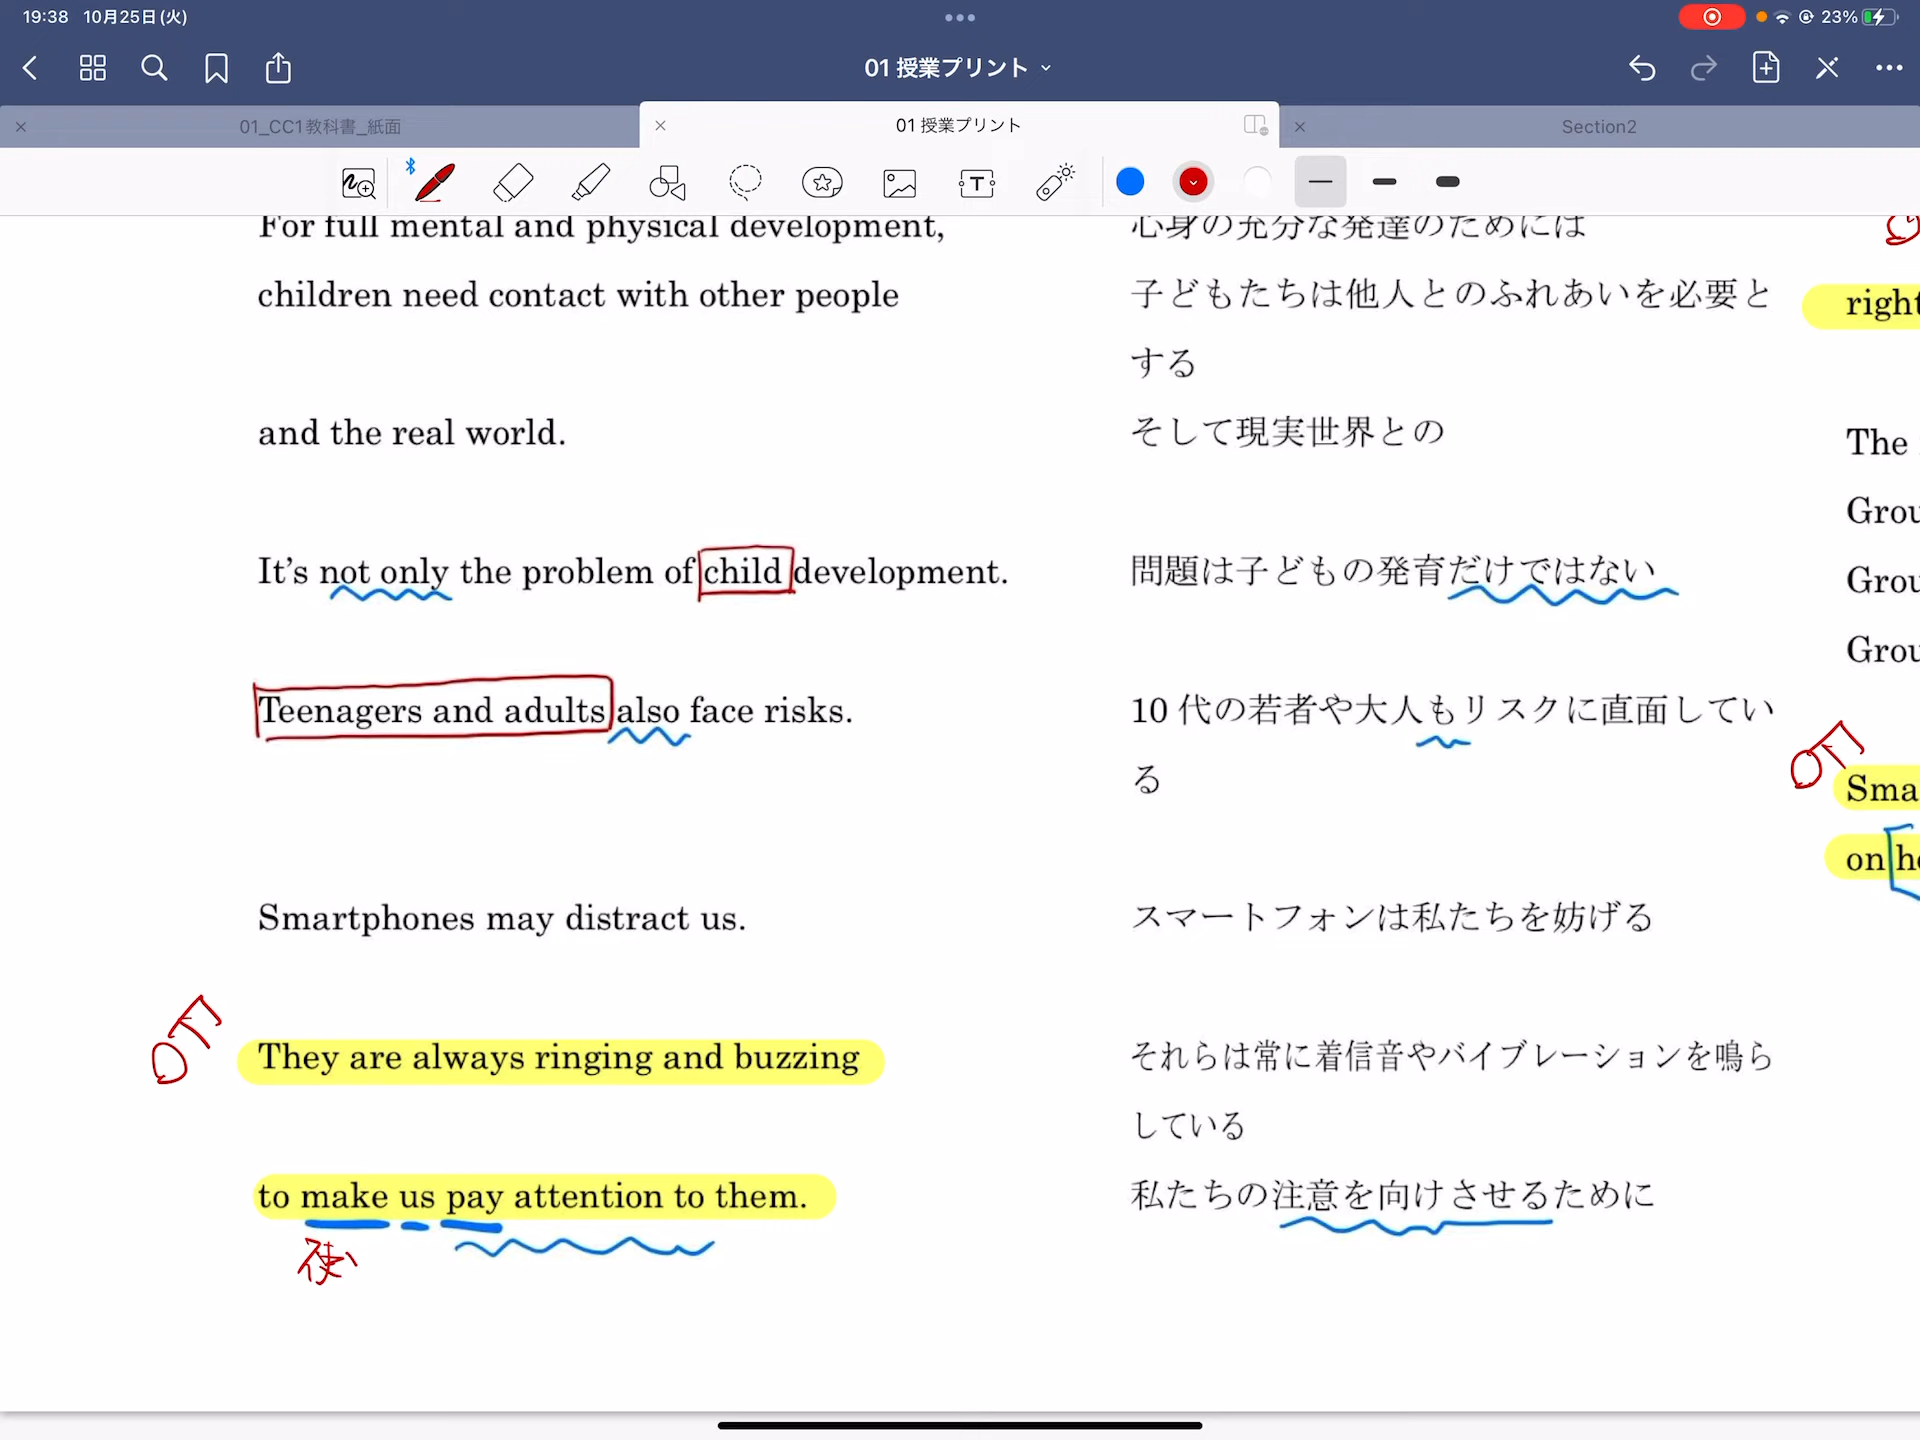 19:38 10月25日(火)
23%
01 授業プリント
01_CC1教科書_紙面
01 授業プリント
Section2
For full mental and physical development,
心身の充分な発達のためには
children need contact with other people
子どもたちは他人とのふれあいを必要と
する
and the real world.
そして現実世界との
It's not only the problem of child development.
問題は子どもの発育だけではない
Teenagers and adults also face risks.
10 代の若者や大人もリスクに直面してい
る
Smartphones may distract us.
スマートフォンは私たちを妨げる
They are always ringing and buzzing
それらは常に着信音やバイブレーションを鳴ら
している
to make us pay attention to them.
私たちの注意を向けさせるために
使
right
The
Grou
Grou
Grou
Sma
on